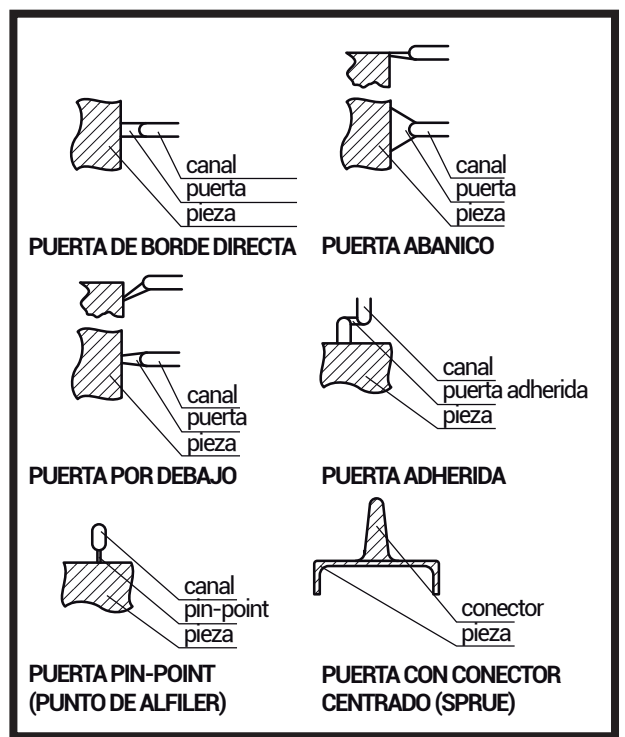 canal
puerta
pieza
PUERTA DE BORDE DIRECTA
canal
puerta
pieza
PUERTA ABANICO
canal
puerta
pieza
PUERTA POR DEBAJO
canal
puerta adherida
pieza
PUERTA ADHERIDA
canal
pin-point
pieza
PUERTA PIN-POINT
(PUNTO DE ALFILER)
conector
pieza
PUERTA CON CONECTOR
CENTRADO (SPRUE)